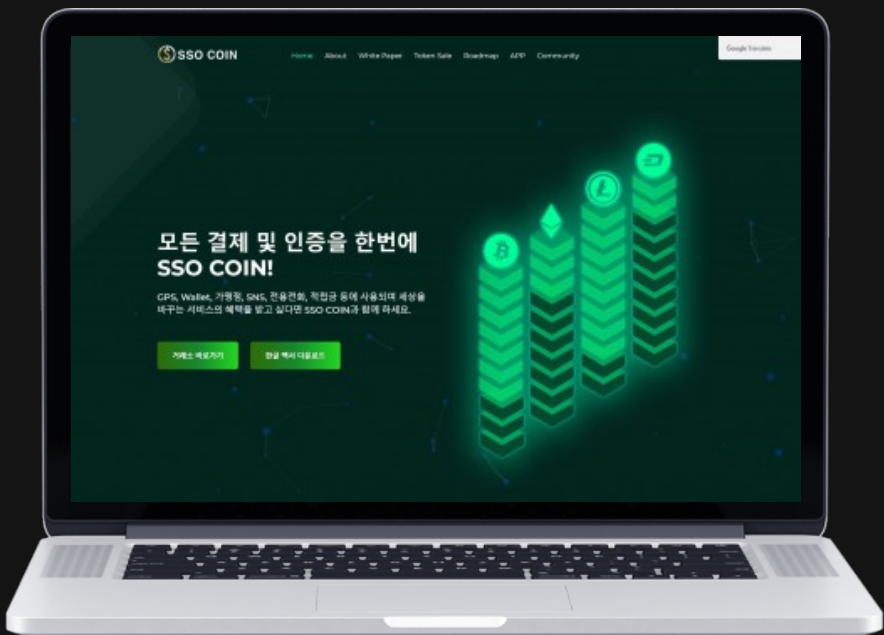 SSO COIN
Home About White Paper Token Sale Roadmap APP Community
Google Translate
모든 결제 및 인증을 한번에
SSO COIN!
GPS, Wallet, 가맹점, SNS, 전용전화, 적립금 등에 사용되며 세상을
바꾸는 서비스의 혜택을 받고 싶다면 SSO COIN과 함께 하세요.
거래소 바로가기
한글 백서 다운로드